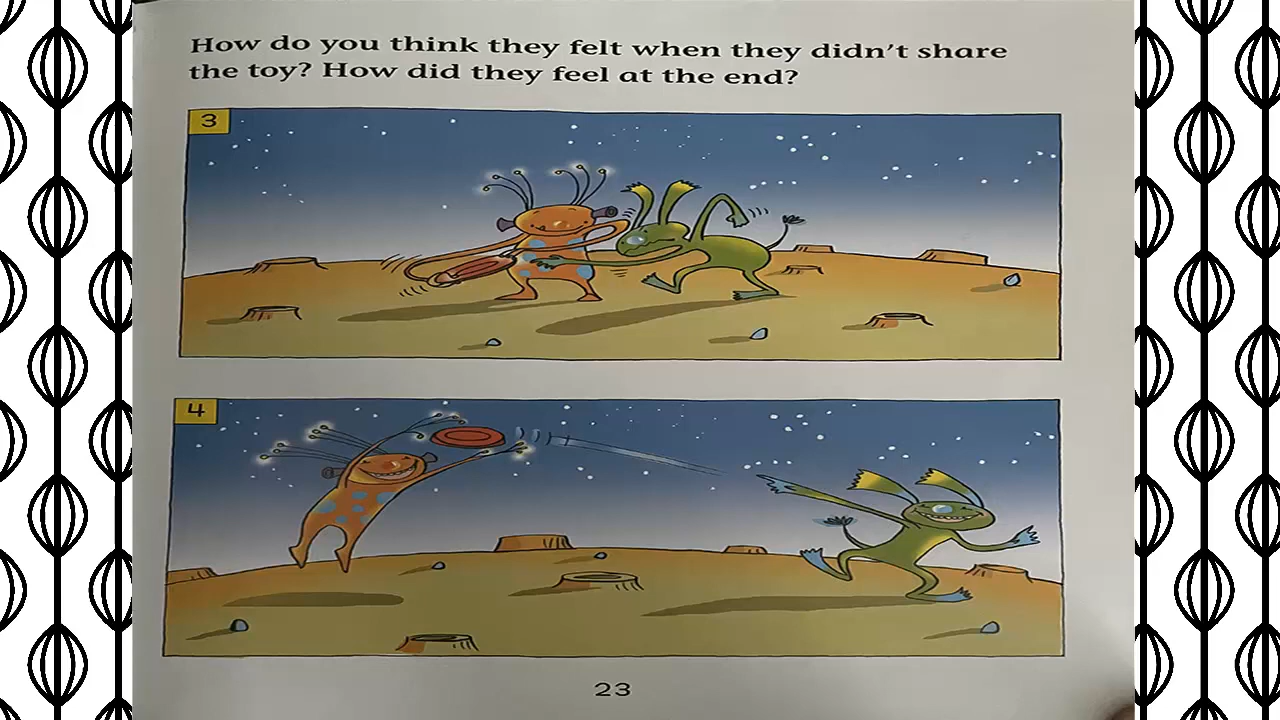 How do you think they felt when they didn't share
the toy? How did they feel at the end?
3
4
23